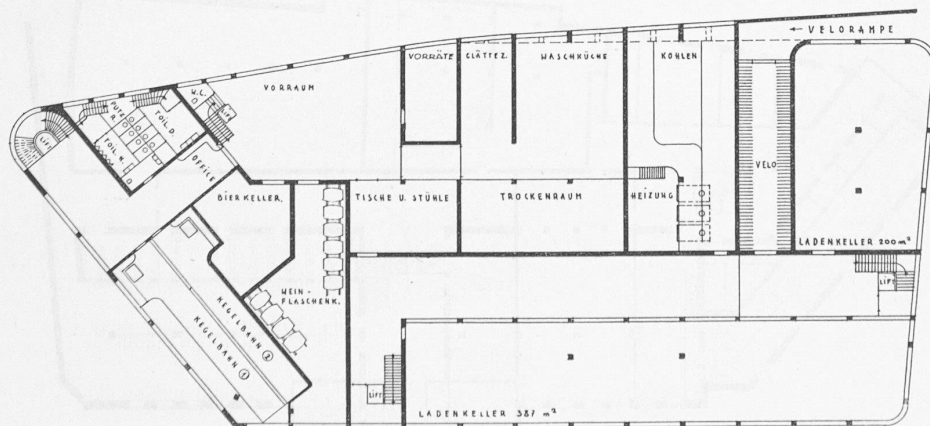 ← VELORAMPE
VORRÄTE
GLÄTTEZ.
WASCHKÜCHE
KOHLEN
VORRAUM
W.C.
LIFT
PUTZ
R.
TOIL. D.
TOIL. H.
LIFT
OFFICE
VELO
BIERKELLER.
TISCHE U. STÜHLE
TROCKENRAUM
HEIZUNG
LADENKELLER 200 m²
LIFT
WEIN-
FLASCHENK.
KEGELBAHN 2
KEGELBAHN 1
LIFT
LADENKELLER 387 m²